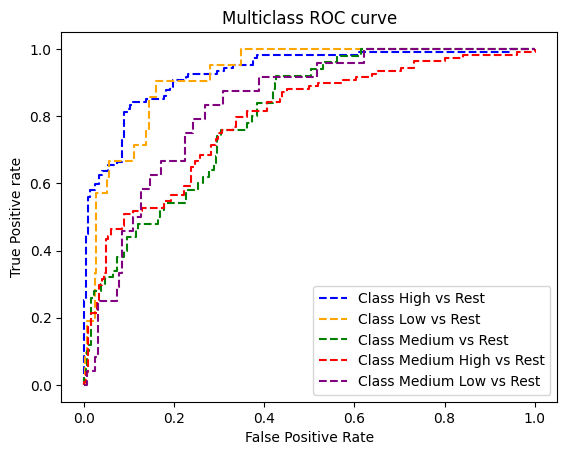 Multiclass ROC curve
True Positive rate
1.0
0.8
0.6
0.4
0.2
0.0
Class High vs Rest
Class Low vs Rest
Class Medium vs Rest
Class Medium High vs Rest
Class Medium Low vs Rest
0.0 0.2 0.4 0.6 0.8 1.0
False Positive Rate